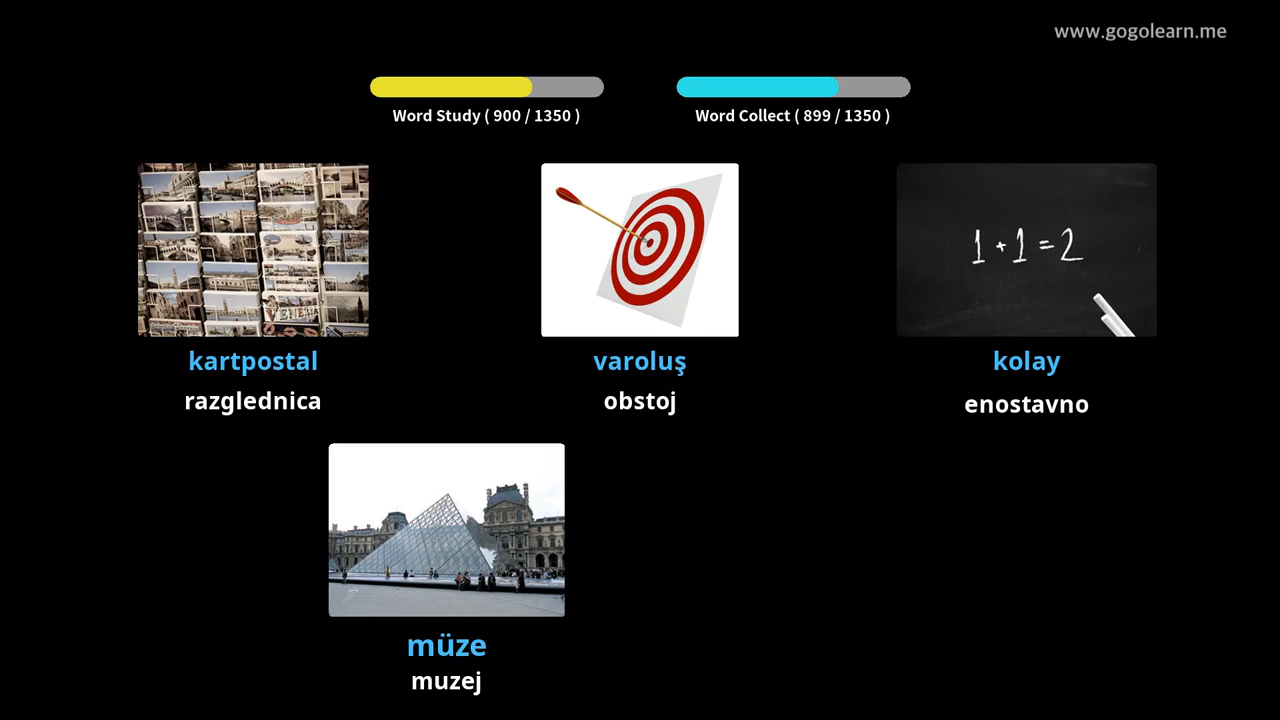 www.gogolearn.me
Word Study ( 900 / 1350 )
Word Collect ( 899 / 1350 )
1 + 1 = 2
kartpostal
varoluş
kolay
razglednica
obstoj
enostavno
müze
muzej